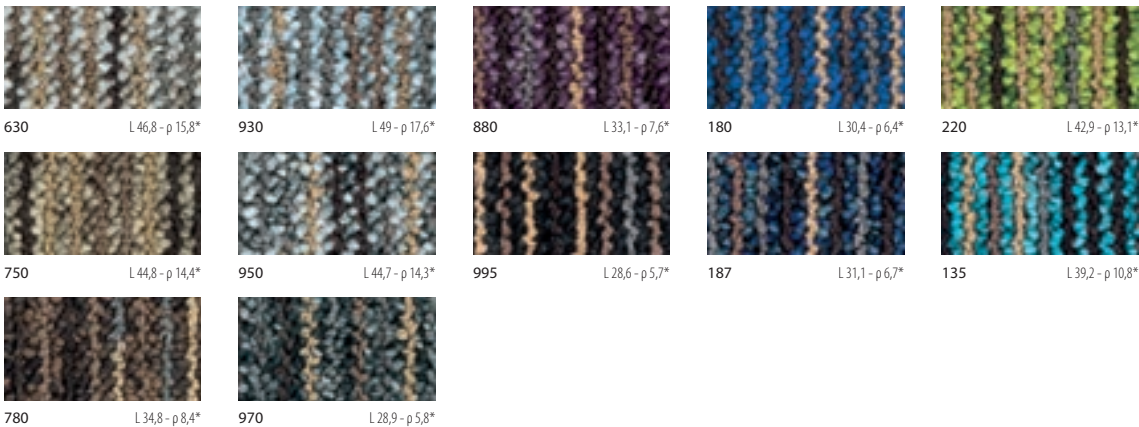 630 L 46,8 - ρ 15,8*
930 L 49 - ρ 17,6*
880 L 33,1 - ρ 7,6*
180 L 30,4 - ρ 6,4*
220 L 42,9 - ρ 13,1*
750 L 44,8 - ρ 14,4*
950 L 44,7 - ρ 14,3*
995 L 28,6 - ρ 5,7*
187 L 31,1 - ρ 6,7*
135 L 39,2 - ρ 10,8*
780 L 34,8 - ρ 8,4*
970 L 28,9 - ρ 5,8*